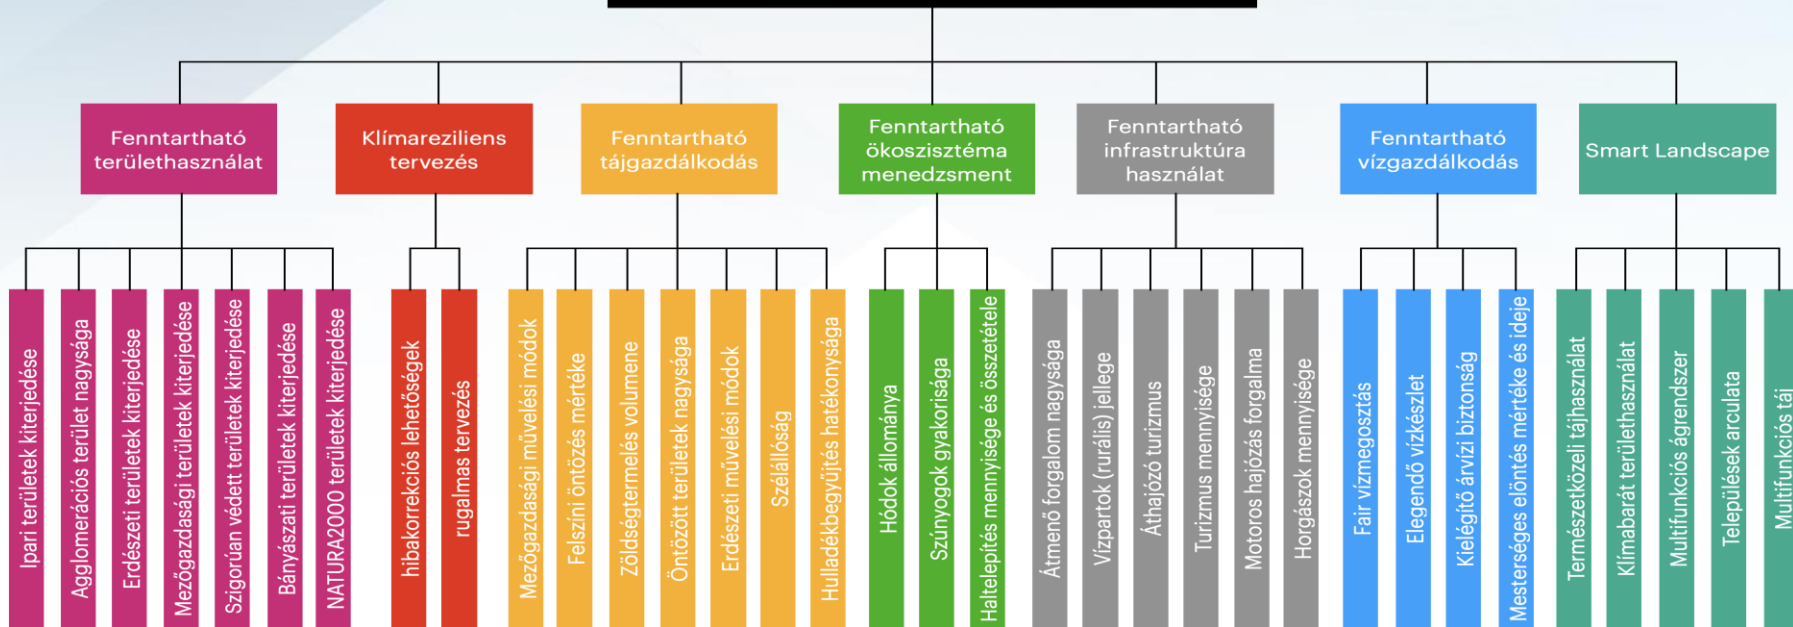 Fenntartható
területhasználat
Klímareziliens
tervezés
Fenntartható
tájgazdálkodás
Fenntartható
ökoszisztéma
menedzsment
Fenntartható
infrastruktúra
használat
Fenntartható
vízgazdálkodás
Smart Landscape
Ipari területek kiterjedése
Agglomerációs terület nagysága
Erdészeti területek kiterjedése
Mezőgazdasági területek kiterjedése
Szigorúan védett területek kiterjedése
Bányászati területek kiterjedése
NATURA2000 területek kiterjedése
hibakorrekciós lehetőségek
rugalmas tervezés
Mezőgazdasági művelési módok
Felszíni öntözés mértéke
Zöldségtermelés volumene
Öntözött területek nagysága
Erdészeti művelési módok
Szélállóság
Hulladékbegyűjtés hatékonysága
Hódok állománya
Szúnyogok gyakorisága
Haltelepítés mennyisége és összetétele
Átmenő forgalom nagysága
Vízpartok (rurális) jellege
Áthajózó turizmus
Turizmus mennyisége
Motoros hajózás forgalma
Horgászok mennyisége
Fair vízmegosztás
Elegendő vízkészlet
Kielégítő árvízi biztonság
Mesterséges elöntés mértéke és ideje
Természetközeli tájhasználat
Klímabarát területhasználat
Multifunkciós ágrendszer
Települések arculata
Multifunkciós táj